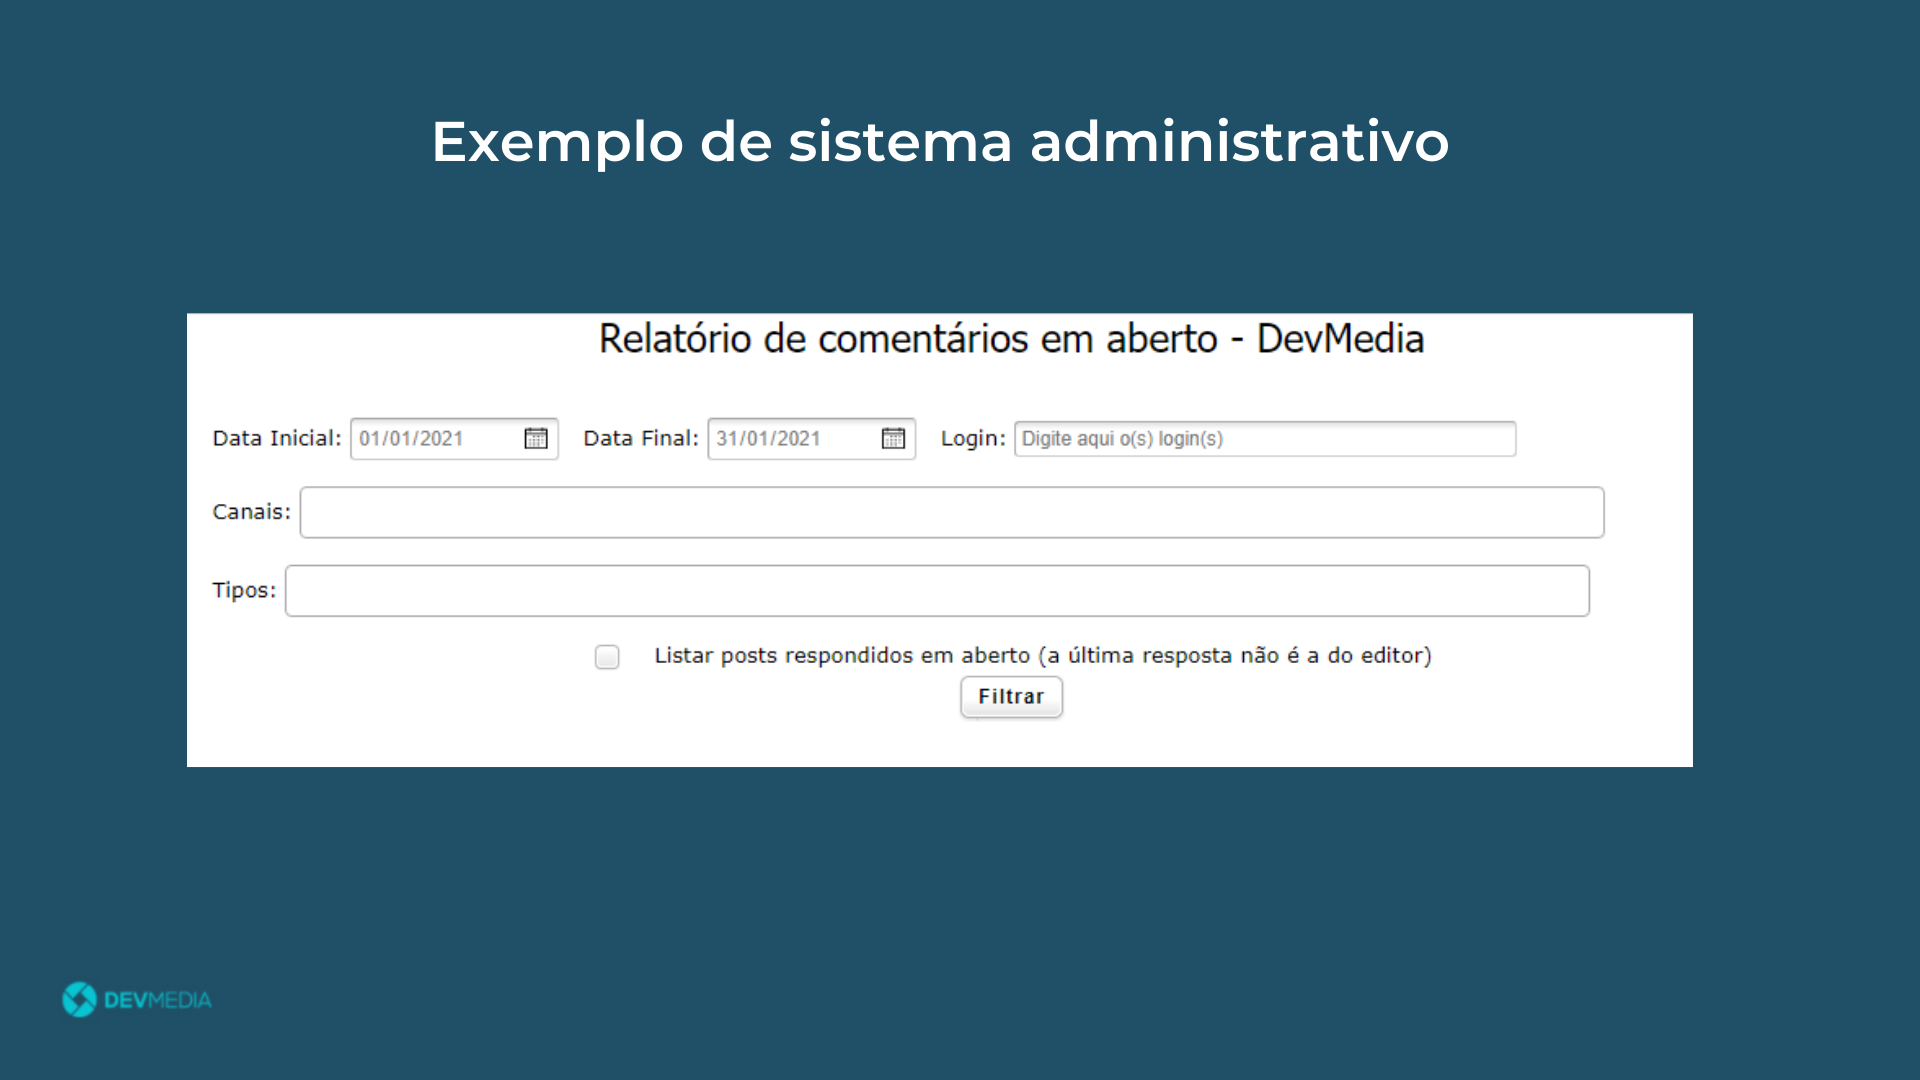 Exemplo de sistema administrativo
Relatório de comentários em aberto - DevMedia
Data Inicial: 01/01/2021 Data Final: 31/01/2021 Login: Digite aqui o(s) login(s)
Canais:
Tipos:
Listar posts respondidos em aberto (a última resposta não é a do editor)
Filtrar
DEVMEDIA